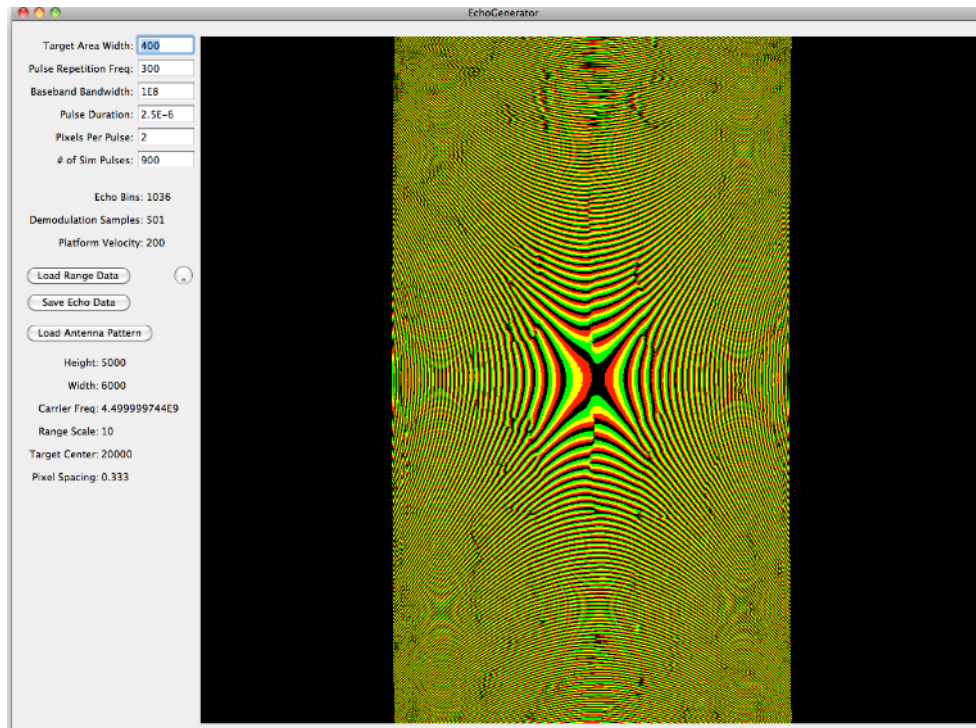 EchoGenerator
Target Area Width: 400
Pulse Repetition Freq: 300
Baseband Bandwidth: 1E8
Pulse Duration: 2.5E-6
Pixels Per Pulse: 2
# of Sim Pulses: 900
Echo Bins: 1036
Demodulation Samples: 501
Platform Velocity: 200
Load Range Data
Save Echo Data
Load Antenna Pattern
Height: 5000
Width: 6000
Carrier Freq: 4.499999744E9
Range Scale: 10
Target Center: 20000
Pixel Spacing: 0.333